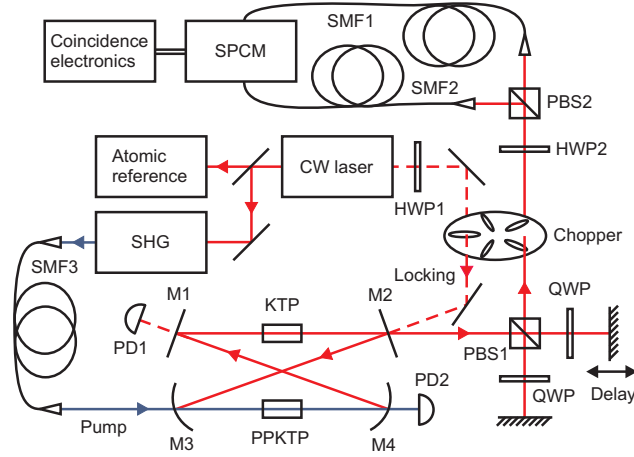 SMF1
Coincidence
electronics
SPCM
SMF2
PBS2
Atomic
reference
CW laser
HWP2
HWP1
SHG
Chopper
SMF3
Locking
M1
KTP
M2
QWP
PD1
PBS1
PD2
QWP
Delay
Pump
M3
PPKTP
M4